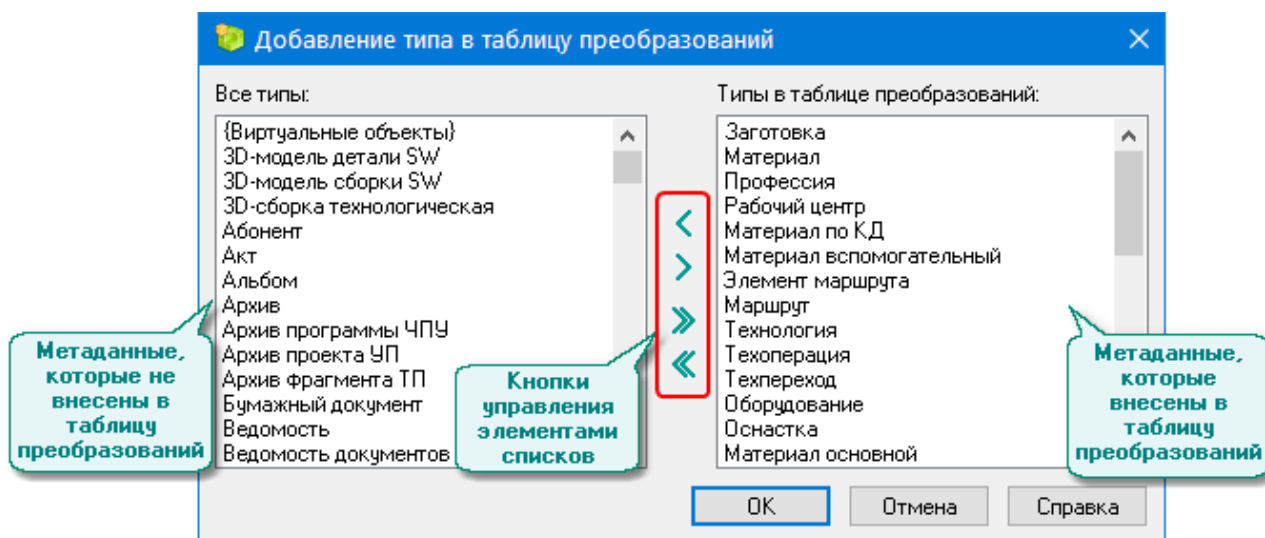 Добавление типа в таблицу преобразований
Все типы:
{Виртуальные объекты}
3D-модель детали SW
3D-модель сборки SW
3D-сборка технологическая
Абонент
Акт
Альбом
Архив
Архив программы ЧПУ
Архив проекта УП
Архив фрагмента ТП
Бумажный документ
Ведомость
Ведомость документов
Типы в таблице преобразований:
Заготовка
Материал
Профессия
Рабочий центр
Материал по КД
Материал вспомогательный
Элемент маршрута
Маршрут
Технология
Техоперация
Техпереход
Оборудование
Оснастка
Материал основной
Метаданные,
которые не
внесены в
таблицу
преобразований
Кнопки
управления
элементами
списков
Метаданные,
которые
внесены в
таблицу
преобразований
OK
Отмена
Справка